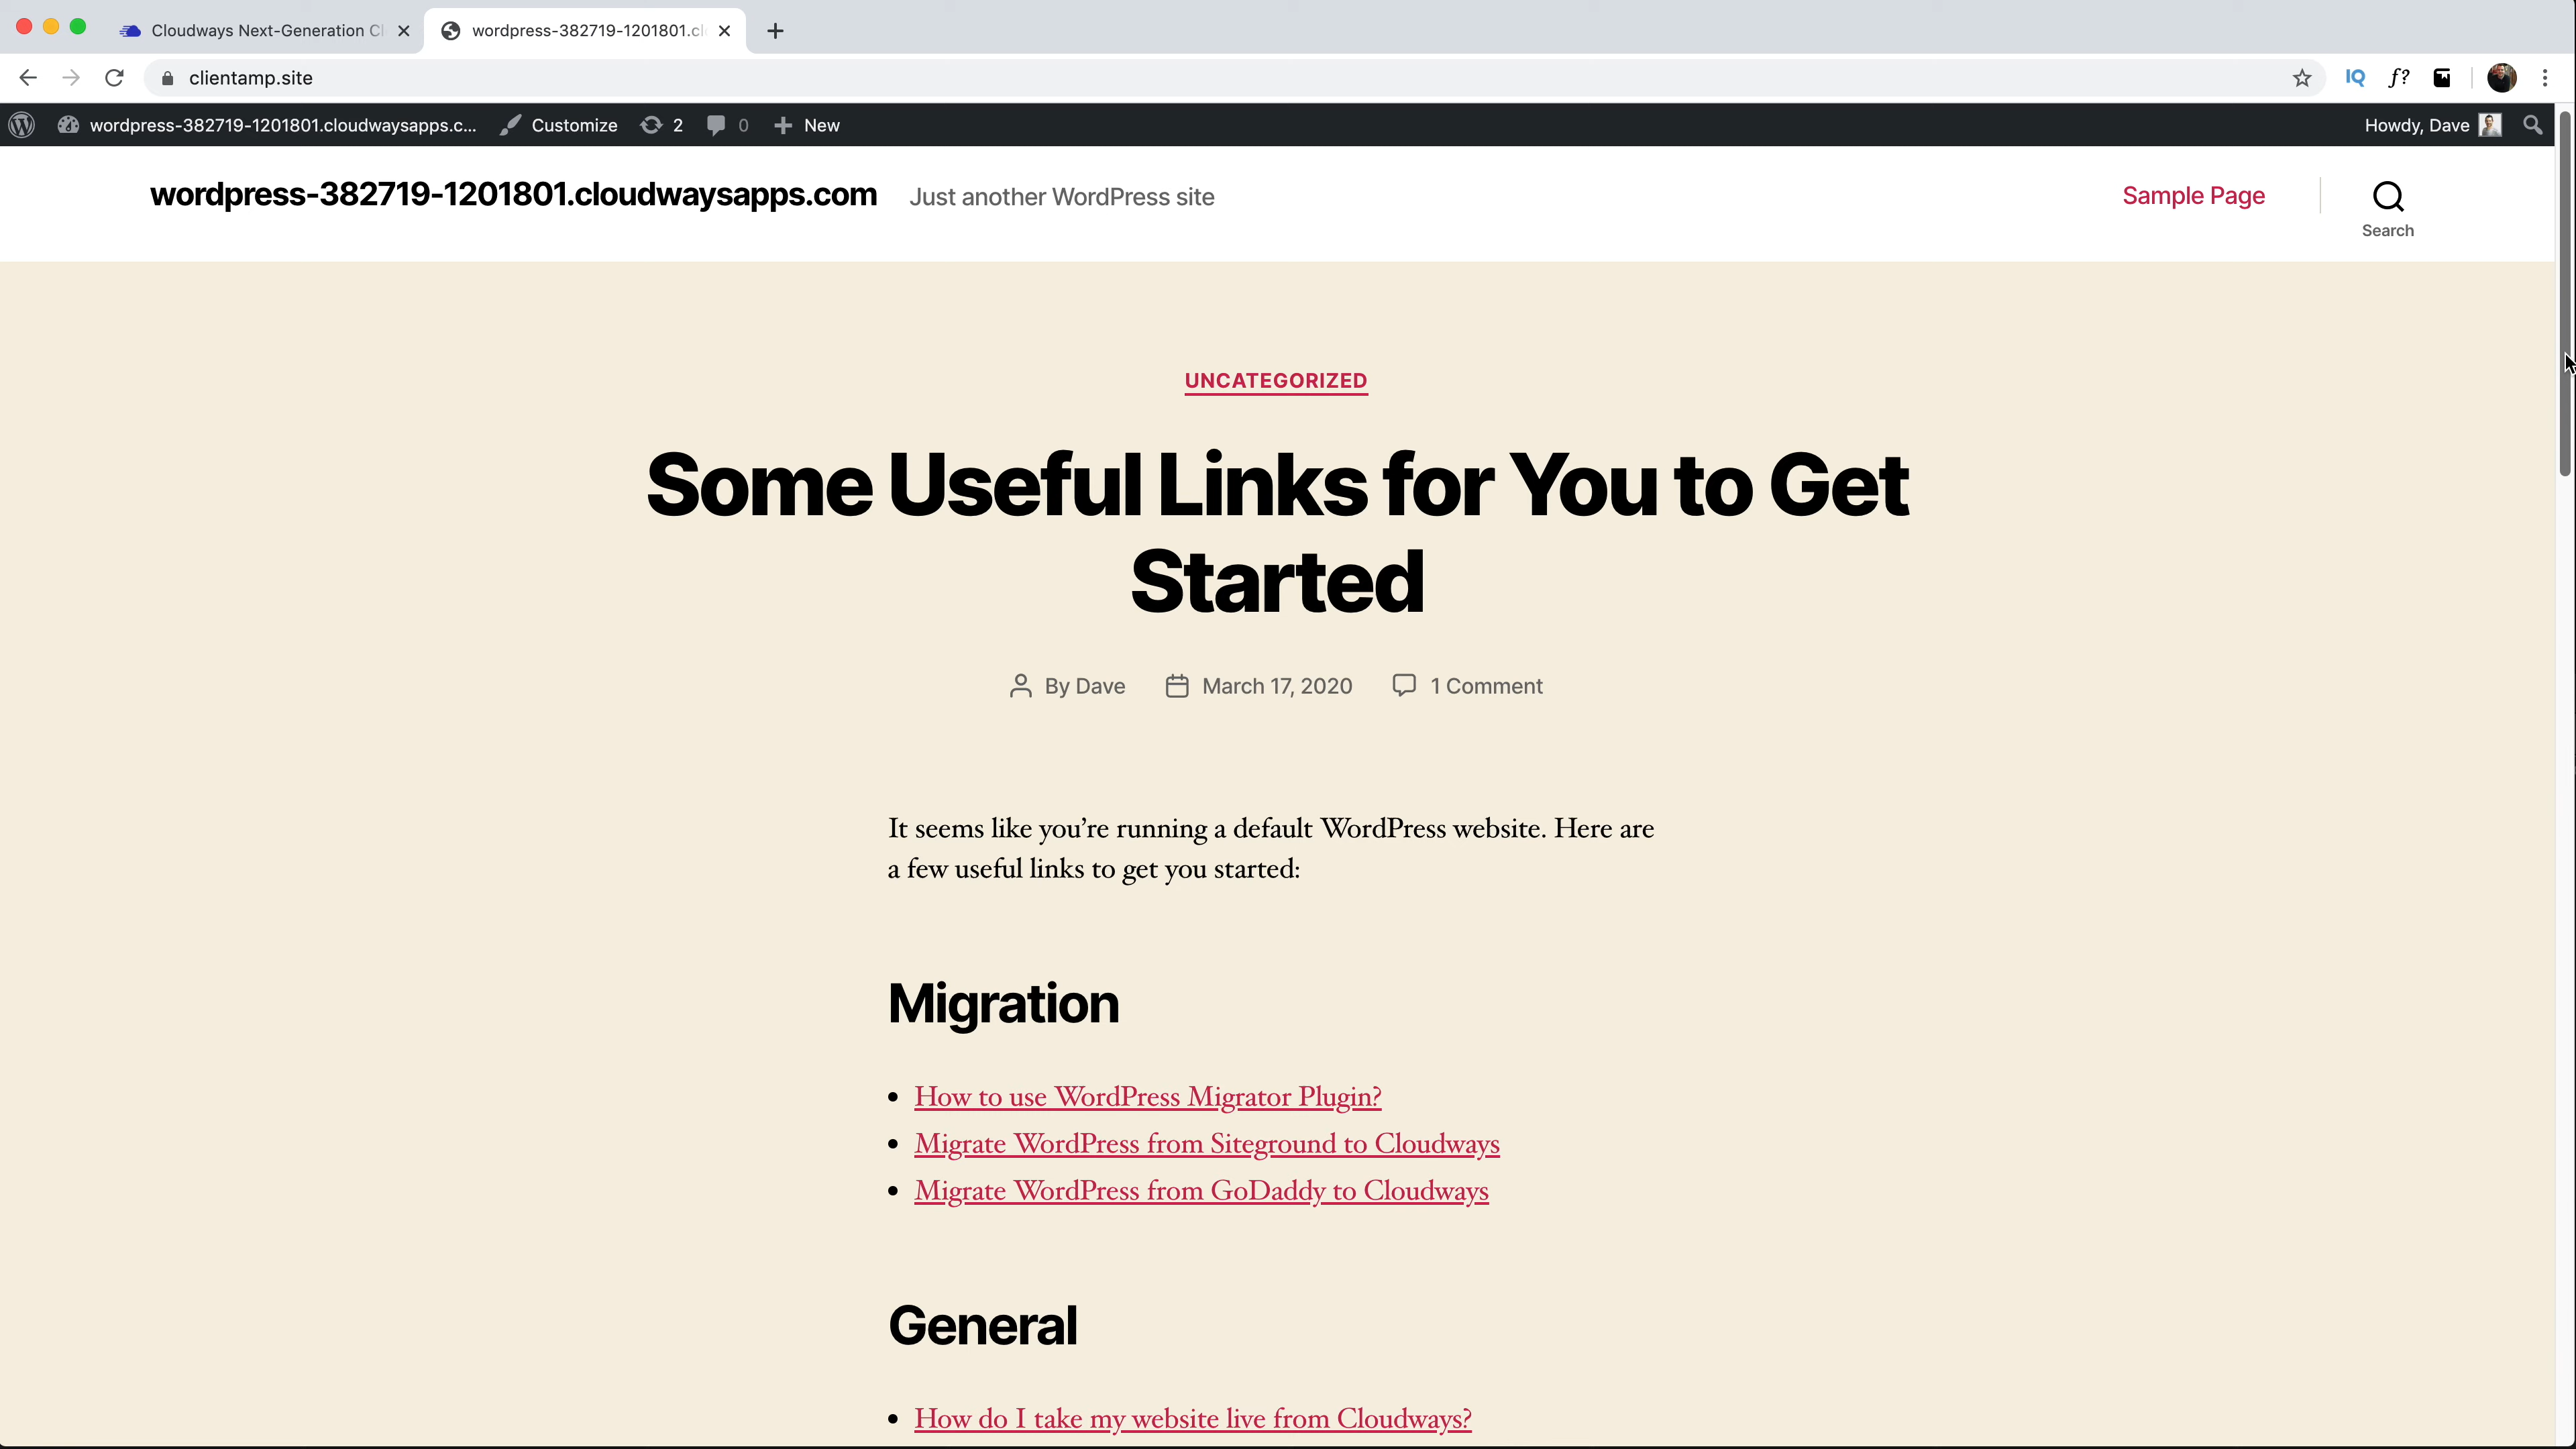 Cloudways Next-Generation Cl
wordpress-382719-1201801.cl
clientamp.site
IQ
f?
wordpress-382719-1201801.cloudwaysapps.c...
Customize
2
0
New
Howdy, Dave
wordpress-382719-1201801.cloudwaysapps.com
Just another WordPress site
Sample Page
Search
UNCATEGORIZED
Some Useful Links for You to Get
Started
By Dave
March 17, 2020
1 Comment
It seems like you’re running a default WordPress website. Here are
a few useful links to get you started:
Migration
• How to use WordPress Migrator Plugin?
• Migrate WordPress from Siteground to Cloudways
• Migrate WordPress from GoDaddy to Cloudways
General
• How do I take my website live from Cloudways?